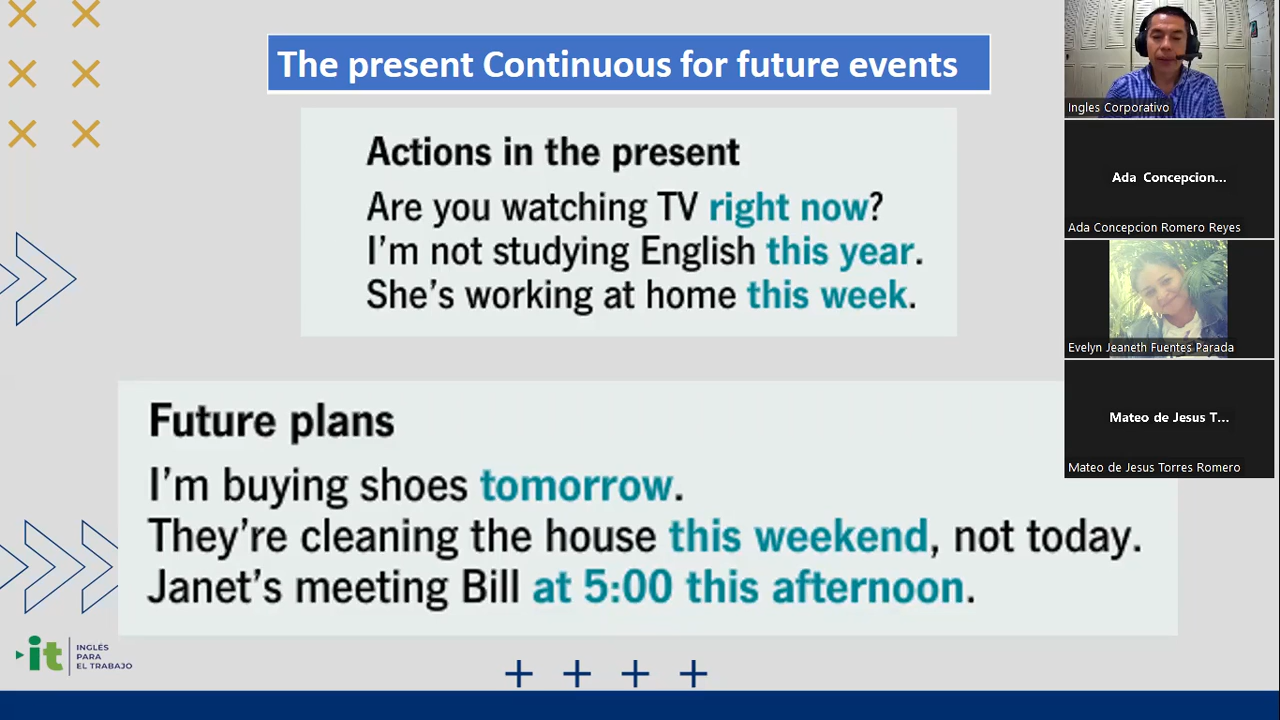 The present Continuous for future events
Actions in the present
Are you watching TV right now?
I'm not studying English this year.
She's working at home this week.
Future plans
I'm buying shoes tomorrow.
They're cleaning the house this weekend, not today.
Janet's meeting Bill at 5:00 this afternoon.
it
INGLÉS
PARA
EL TRABAJO
Ingles Corporativo
Ada Concepcion...
Ada Concepcion Romero Reyes
Evelyn Jeaneth Fuentes Parada
Mateo de Jesus T...
Mateo de Jesus Torres Romero